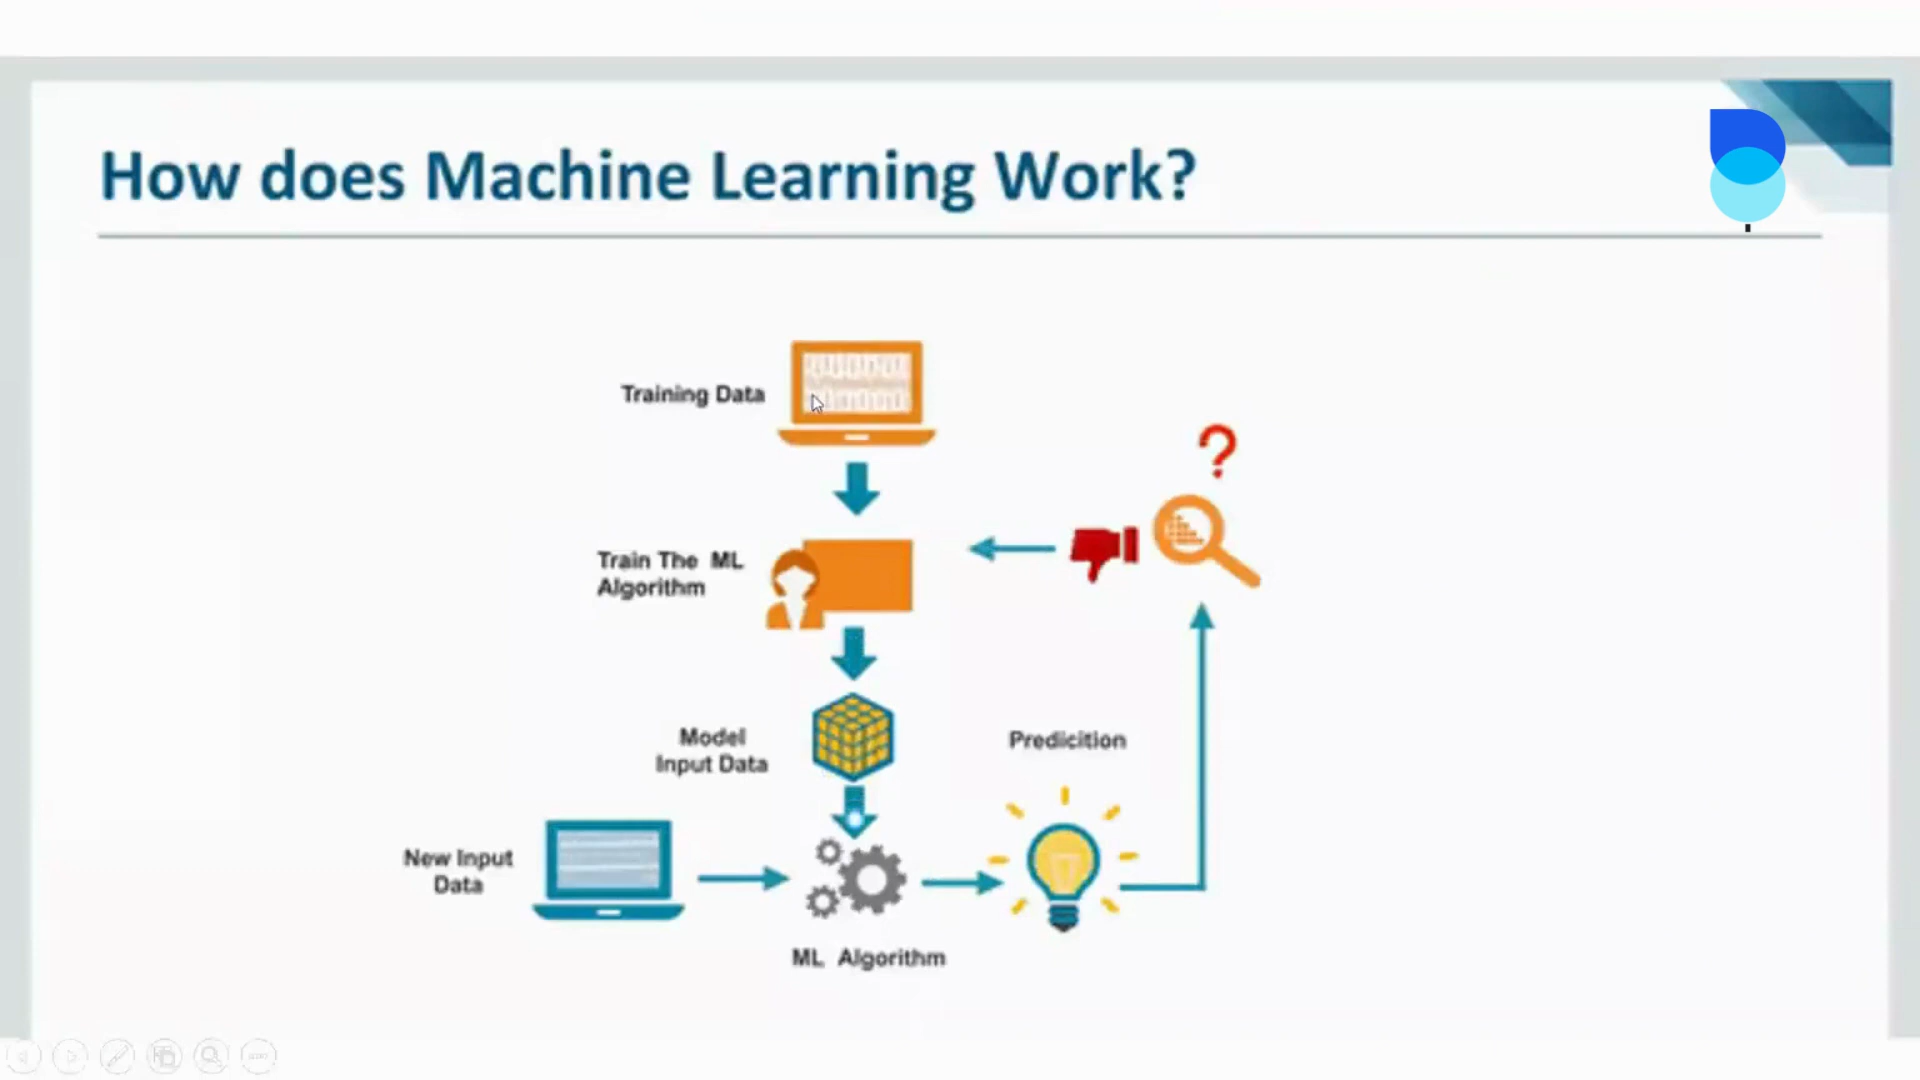 How does Machine Learning Work?
Training Data
?
Train The ML
Algorithm
Model
Input Data
Predicition
New Input
Data
ML Algorithm